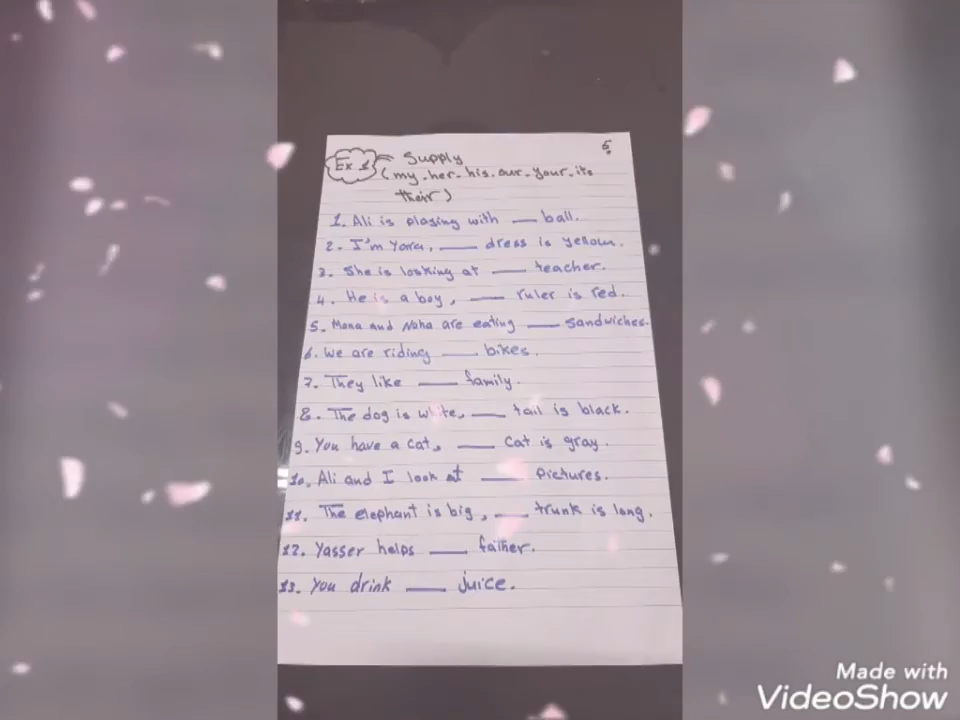 5
Ex 1
Supply
(my - her - his - our - your - its
their)
1. Ali is playing with ___ ball.
2. I'm Yara, ___ dress is yellow.
3. She is looking at ___ teacher.
4. He is a boy, ___ ruler is red.
5. Mona and Noha are eating ___ sandwiches.
6. We are riding ___ bikes.
7. They like ___ family.
8. The dog is white, ___ tail is black.
9. You have a cat, ___ cat is gray.
10. Ali and I look at ___ pictures.
11. The elephant is big, ___ trunk is long.
12. Yasser helps ___ father.
13. You drink ___ juice.
Made with
VideoShow